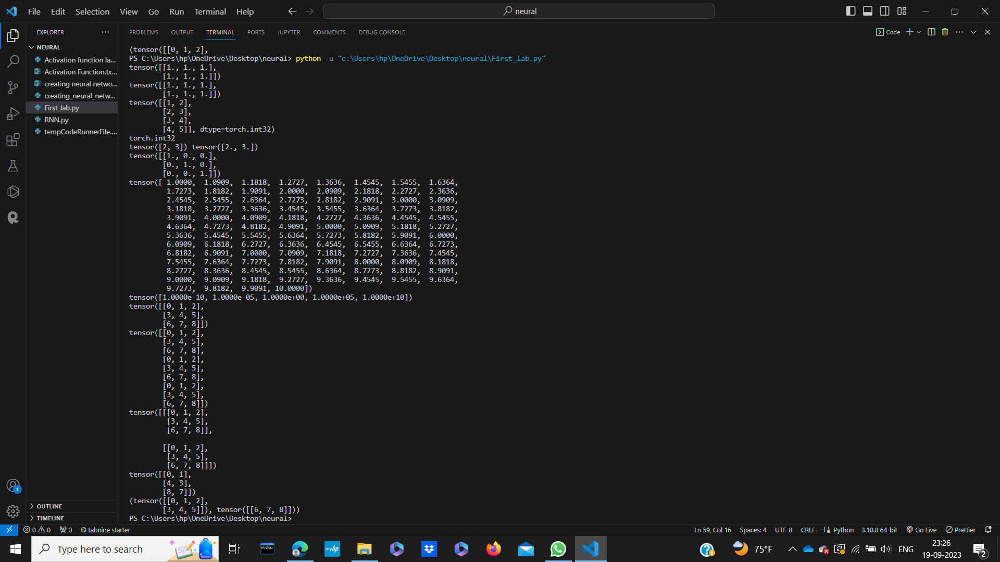 File Edit Selection View Go Run Terminal Help
neural
EXPLORER
NEURAL
Activation function la...
Activation Function.tx...
creating neural netwo...
creating_neural_netw...
First_lab.py
RNN.py
tempCodeRunnerFile....
OUTLINE
TIMELINE
PROBLEMS OUTPUT TERMINAL PORTS JUPYTER COMMENTS DEBUG CONSOLE
Code
(tensor([[0, 1, 2],
PS C:\Users\hp\OneDrive\Desktop\neural> python -u "c:\Users\hp\OneDrive\Desktop\neural\First_lab.py"
tensor([[1., 1., 1.],
[1., 1., 1.]])
tensor([[1., 1., 1.],
[1., 1., 1.]])
tensor([[1, 2],
[2, 3],
[3, 4],
[4, 5]], dtype=torch.int32)
torch.int32
tensor([2, 3]) tensor([2., 3.])
tensor([[1., 0., 0.],
[0., 1., 0.],
[0., 0., 1.]])
tensor([ 1.0000, 1.0909, 1.1818, 1.2727, 1.3636, 1.4545, 1.5455, 1.6364,
1.7273, 1.8182, 1.9091, 2.0000, 2.0909, 2.1818, 2.2727, 2.3636,
2.4545, 2.5455, 2.6364, 2.7273, 2.8182, 2.9091, 3.0000, 3.0909,
3.1818, 3.2727, 3.3636, 3.4545, 3.5455, 3.6364, 3.7273, 3.8182,
3.9091, 4.0000, 4.0909, 4.1818, 4.2727, 4.3636, 4.4545, 4.5455,
4.6364, 4.7273, 4.8182, 4.9091, 5.0000, 5.0909, 5.1818, 5.2727,
5.3636, 5.4545, 5.5455, 5.6364, 5.7273, 5.8182, 5.9091, 6.0000,
6.0909, 6.1818, 6.2727, 6.3636, 6.4545, 6.5455, 6.6364, 6.7273,
6.8182, 6.9091, 7.0000, 7.0909, 7.1818, 7.2727, 7.3636, 7.4545,
7.5455, 7.6364, 7.7273, 7.8182, 7.9091, 8.0000, 8.0909, 8.1818,
8.2727, 8.3636, 8.4545, 8.5455, 8.6364, 8.7273, 8.8182, 8.9091,
9.0000, 9.0909, 9.1818, 9.2727, 9.3636, 9.4545, 9.5455, 9.6364,
9.7273, 9.8182, 9.9091, 10.0000])
tensor([1.0000e-10, 1.0000e-05, 1.0000e+00, 1.0000e+05, 1.0000e+10])
tensor([[0, 1, 2],
[3, 4, 5],
[6, 7, 8]])
tensor([[0, 1, 2],
[3, 4, 5],
[6, 7, 8],
[0, 1, 2],
[3, 4, 5],
[6, 7, 8],
[0, 1, 2],
[3, 4, 5],
[6, 7, 8]])
tensor([[[0, 1, 2],
[3, 4, 5],
[6, 7, 8]],
[[0, 1, 2],
[3, 4, 5],
[6, 7, 8]]])
tensor([[0, 1],
[4, 3],
[8, 7]])
(tensor([[0, 1, 2],
[3, 4, 5]]), tensor([[6, 7, 8]]))
PS C:\Users\hp\OneDrive\Desktop\neural>
1
0 0 0 tabnine starter
Ln 59, Col 16 Spaces: 4 UTF-8 CRLF Python 3.10.0 64-bit Go Live Prettier
Type here to search
MySQL
myhp
75°F
ENG
23:26
19-09-2023
2